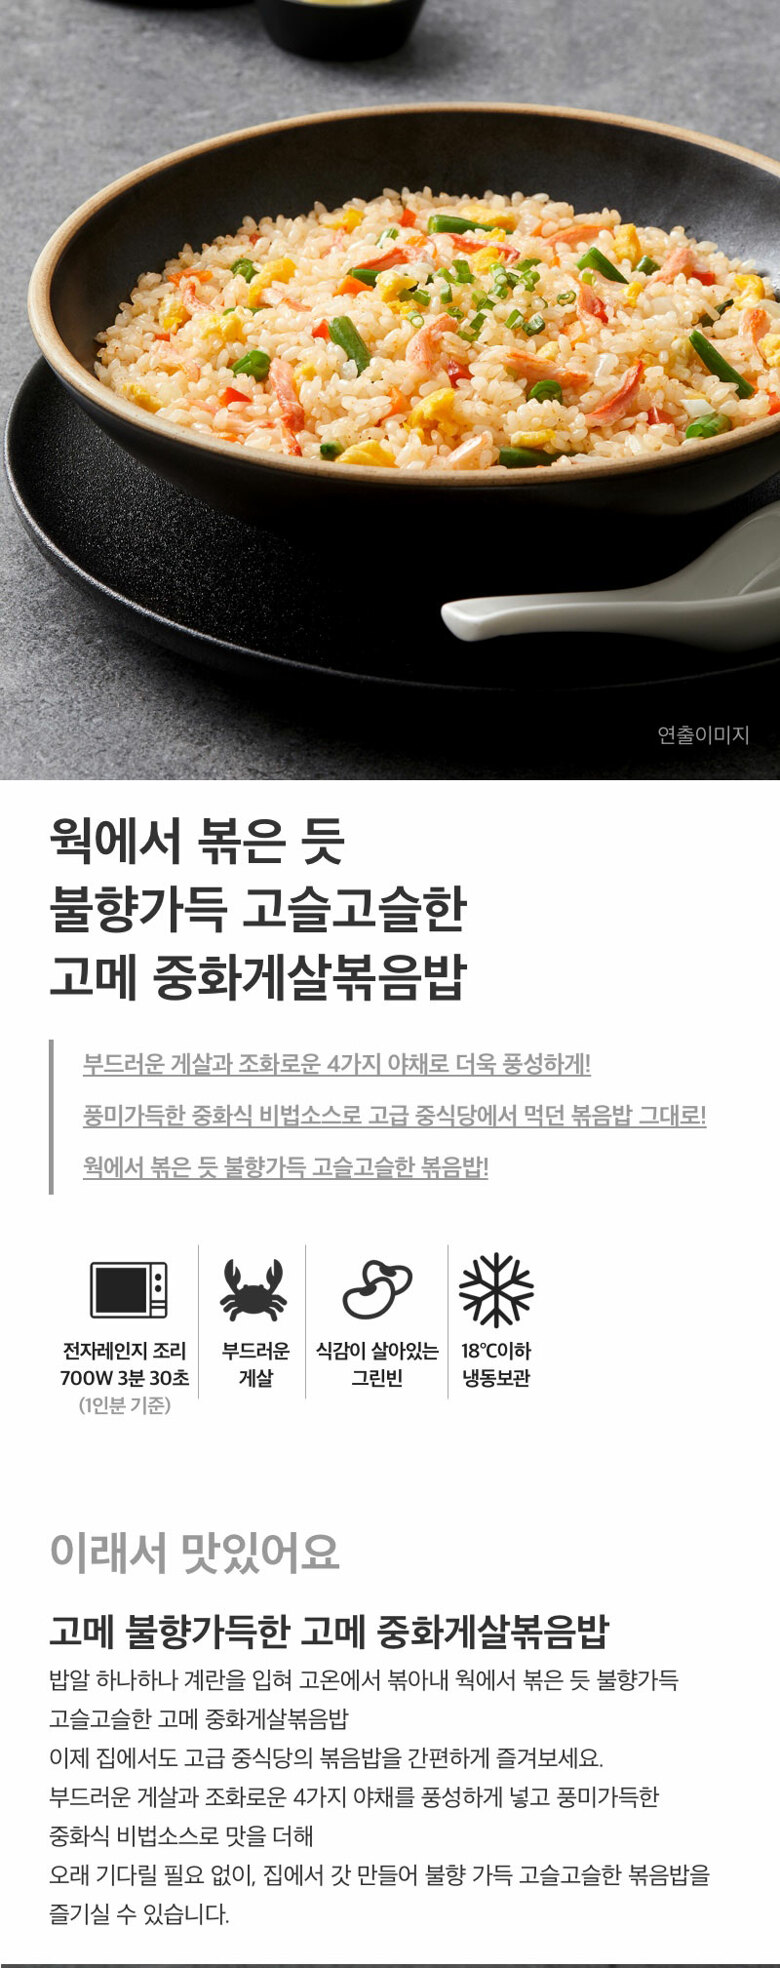 연출이미지
웍에서 볶은 듯
불향가득 고슬고슬한
고메 중화게살볶음밥
부드러운 게살과 조화로운 4가지 야채로 더욱 풍성하게!
풍미가득한 중화식 비법소스로 고급 중식당에서 먹던 볶음밥 그대로!
웍에서 볶은 듯 불향가득 고슬고슬한 볶음밥!
전자레인지 조리
700W 3분 30초
(1인분 기준)
부드러운
게살
식감이 살아있는
그린빈
18℃이하
냉동보관
이래서 맛있어요
고메 불향가득한 고메 중화게살볶음밥
밥알 하나하나 계란을 입혀 고온에서 볶아내 웍에서 볶은 듯 불향가득
고슬고슬한 고메 중화게살볶음밥
이제 집에서도 고급 중식당의 볶음밥을 간편하게 즐겨보세요.
부드러운 게살과 조화로운 4가지 야채를 풍성하게 넣고 풍미가득한
중화식 비법소스로 맛을 더해
오래 기다릴 필요 없이, 집에서 갓 만들어 불향 가득 고슬고슬한 볶음밥을
즐기실 수 있습니다.